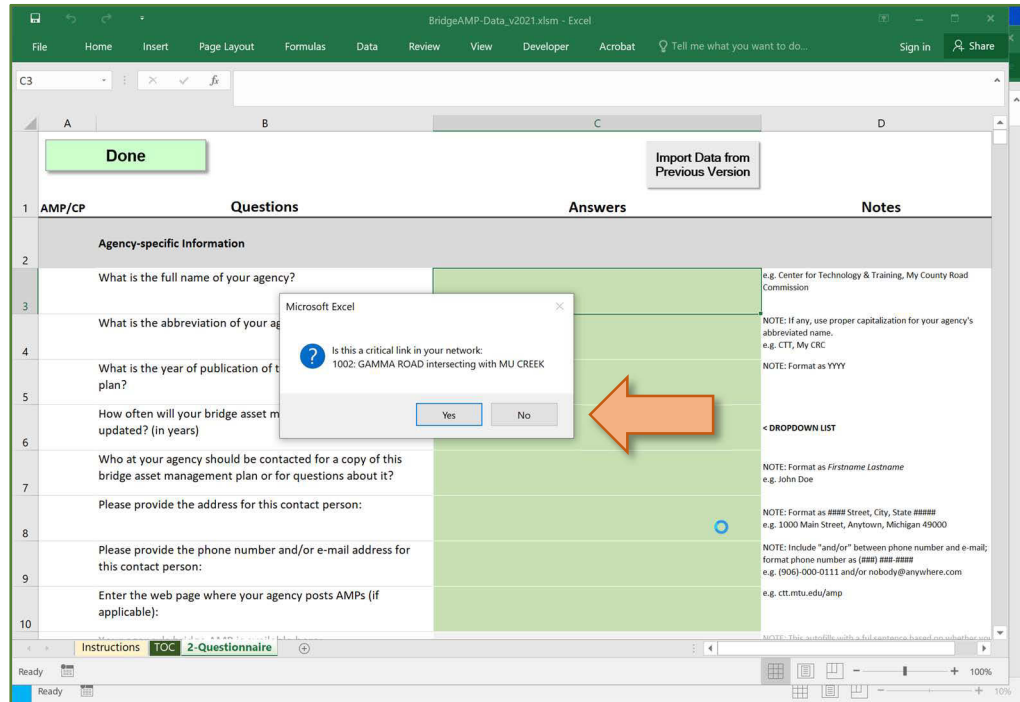 BridgeAMP-Data_v2021.xlsm - Excel
File Home Insert Page Layout Formulas Data Review View Developer Acrobat Tell me what you want to do... Sign in Share
C3 fx
A B C D
Done
Import Data from
Previous Version
1 AMP/CP Questions Answers Notes
2 Agency-specific Information
3 What is the full name of your agency?
e.g. Center for Technology & Training, My County Road
Commission
4 What is the abbreviation of your ag
NOTE: If any, use proper capitalization for your agency's
abbreviated name.
e.g. CTT, My CRC
5 What is the year of publication of t
plan?
NOTE: Format as YYYY
6 How often will your bridge asset m
updated? (in years)
< DROPDOWN LIST
Microsoft Excel
Is this a critical link in your network:
1002: GAMMA ROAD intersecting with MU CREEK
Yes No
7 Who at your agency should be contacted for a copy of this
bridge asset management plan or for questions about it?
NOTE: Format as Firstname Lastname
e.g. John Doe
8 Please provide the address for this contact person:
NOTE: Format as #### Street, City, State #####
e.g. 1000 Main Street, Anytown, Michigan 49000
9 Please provide the phone number and/or e-mail address for
this contact person:
NOTE: Include "and/or" between phone number and e-mail;
format phone number as (###) ###-####
e.g. (906)-000-0111 and/or nobody@anywhere.com
10 Enter the web page where your agency posts AMPs (if
applicable):
e.g. ctt.mtu.edu/amp
NOTE: This autofills with a full sentence based on whether you
Instructions TOC 2-Questionnaire
Ready 100%
Ready 10%